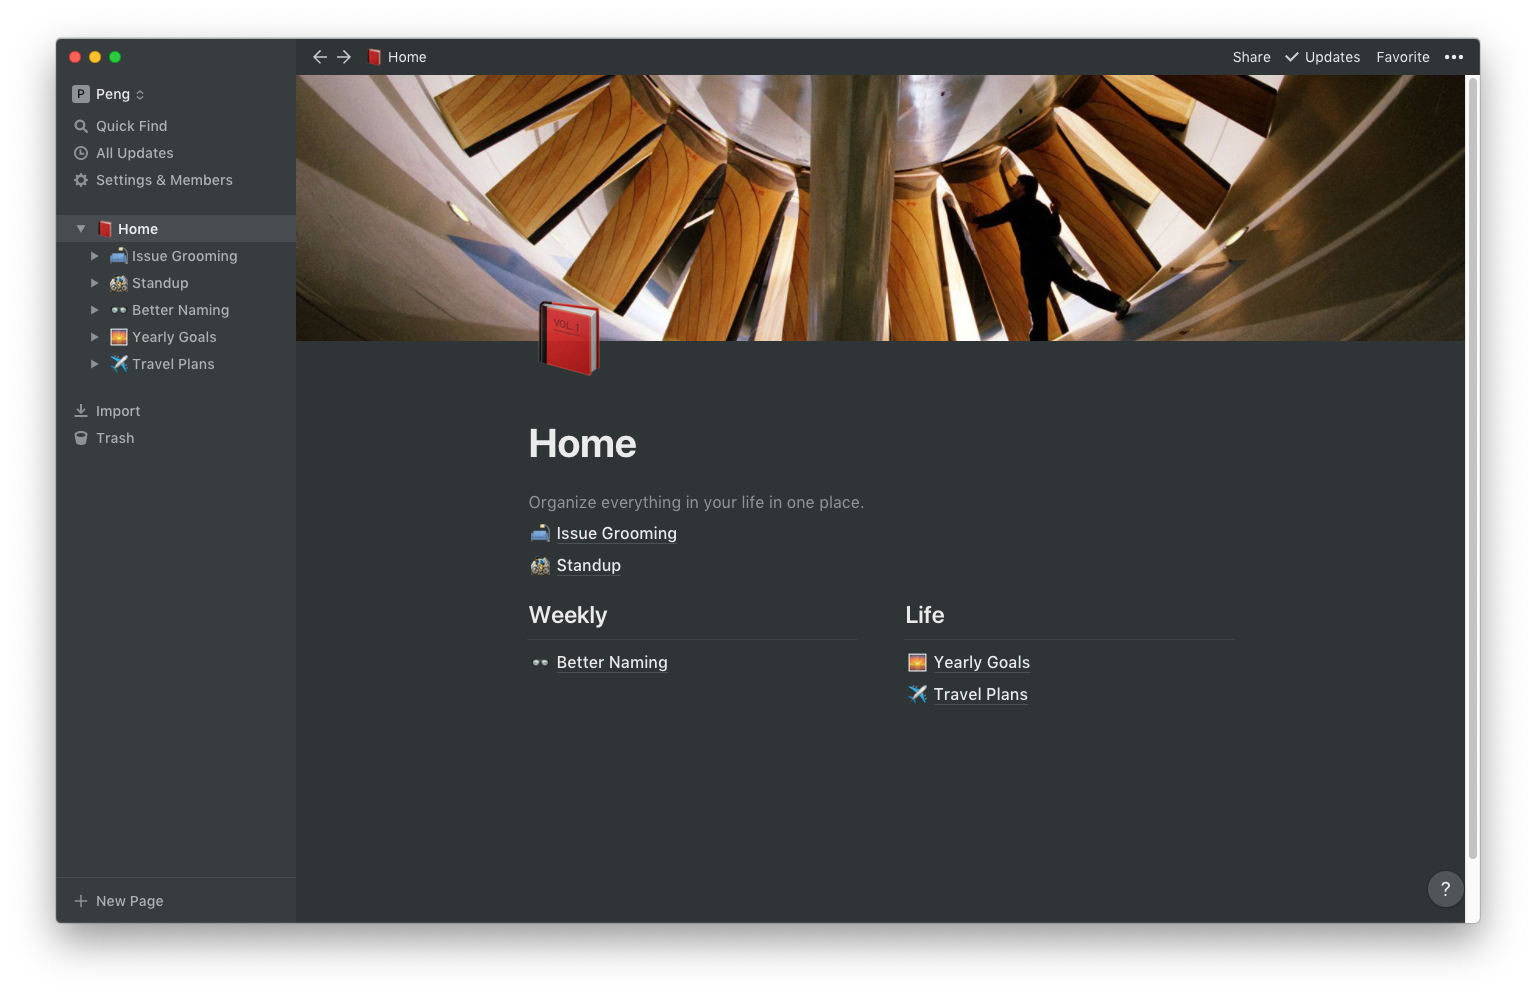 Home
Share
Updates
Favorite
P
Peng
Quick Find
All Updates
Settings & Members
Home
Issue Grooming
Standup
Better Naming
Yearly Goals
Travel Plans
Import
Trash
New Page
VOL. 1
Home
Organize everything in your life in one place.
Issue Grooming
Standup
Weekly
Better Naming
Life
Yearly Goals
Travel Plans
?